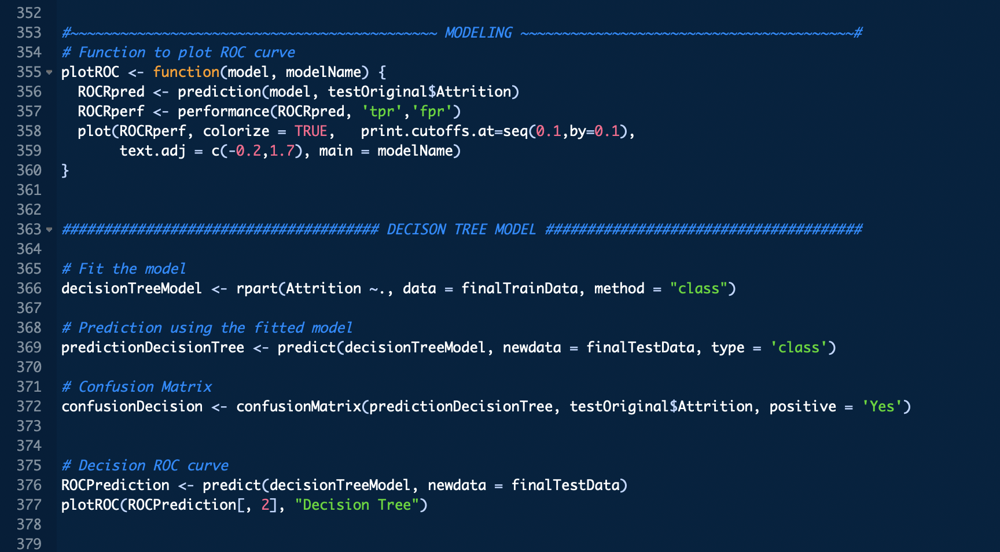 352
353 #~~~~~~~~~~~~~~~~~~~~~~~~~~~~~~~~~~~~~~~~~~~~ MODELING ~~~~~~~~~~~~~~~~~~~~~~~~~~~~~~~~~~~~~~~~#
354 # Function to plot ROC curve
355 plotROC <- function(model, modelName) {
356   ROCRpred <- prediction(model, testOriginal$Attrition)
357   ROCRperf <- performance(ROCRpred, 'tpr','fpr')
358   plot(ROCRperf, colorize = TRUE,   print.cutoffs.at=seq(0.1,by=0.1),
359        text.adj = c(-0.2,1.7), main = modelName)
360 }
361
362
363 ###################################### DECISON TREE MODEL ######################################
364
365 # Fit the model
366 decisionTreeModel <- rpart(Attrition ~., data = finalTrainData, method = "class")
367
368 # Prediction using the fitted model
369 predictionDecisionTree <- predict(decisionTreeModel, newdata = finalTestData, type = 'class')
370
371 # Confusion Matrix
372 confusionDecision <- confusionMatrix(predictionDecisionTree, testOriginal$Attrition, positive = 'Yes')
373
374
375 # Decision ROC curve
376 ROCPrediction <- predict(decisionTreeModel, newdata = finalTestData)
377 plotROC(ROCPrediction[, 2], "Decision Tree")
378
379